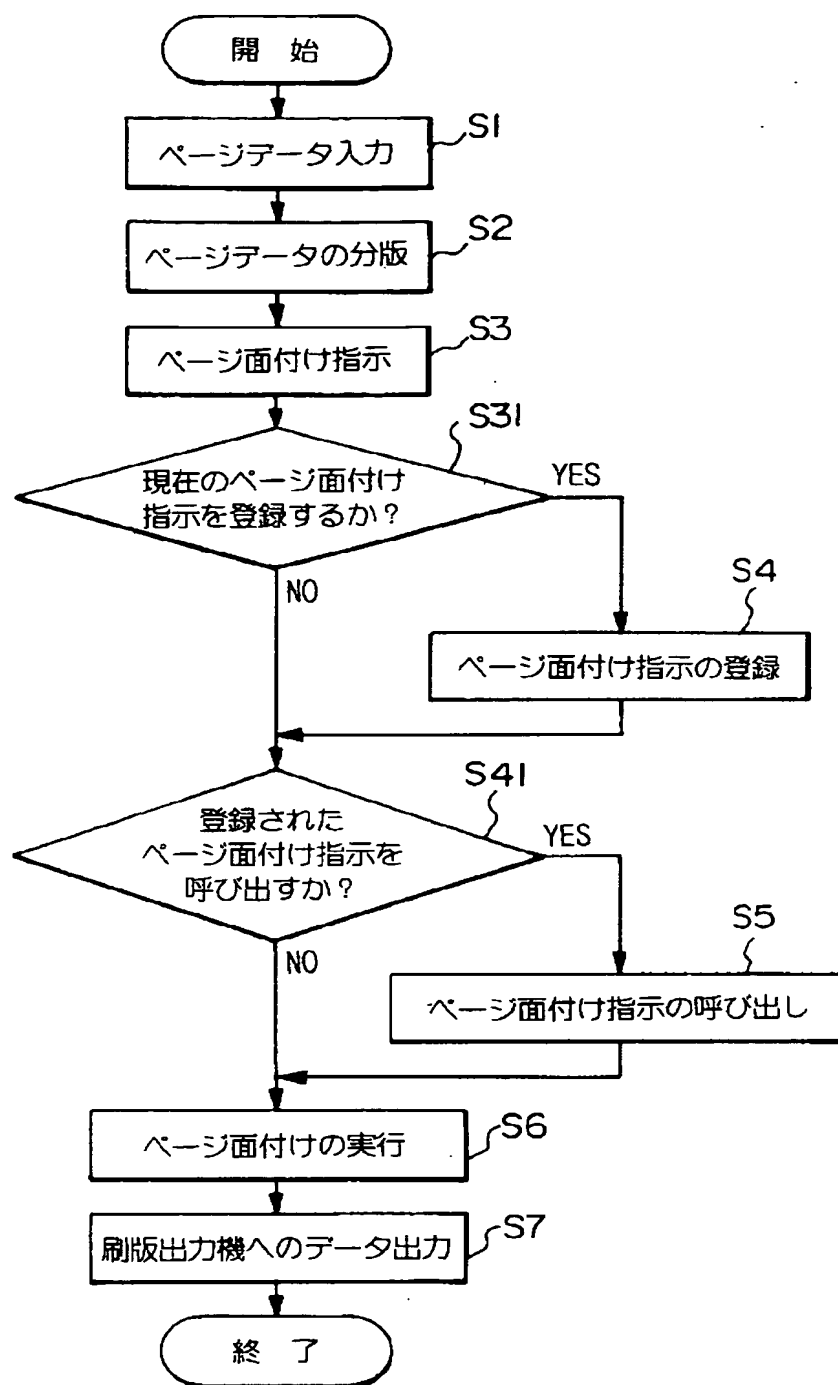 開 始
S1
ページデータ入力
S2
ページデータの分版
S3
ページ面付け指示
S31
現在のページ面付け
指示を登録するか?
YES
NO
S4
ページ面付け指示の登録
S41
登録された
ページ面付け指示を
呼び出すか?
YES
NO
S5
ページ面付け指示の呼び出し
S6
ページ面付けの実行
S7
刷版出力機へのデータ出力
終 了